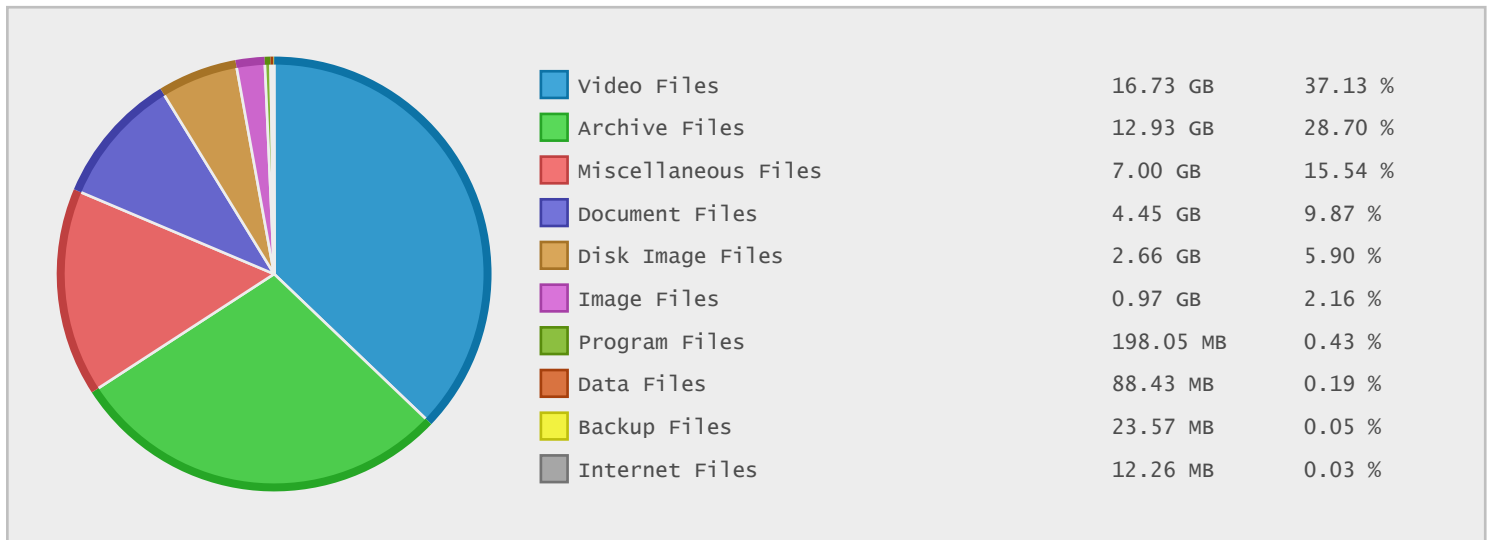 Video Files 16.73 GB 37.13 %
Archive Files 12.93 GB 28.70 %
Miscellaneous Files 7.00 GB 15.54 %
Document Files 4.45 GB 9.87 %
Disk Image Files 2.66 GB 5.90 %
Image Files 0.97 GB 2.16 %
Program Files 198.05 MB 0.43 %
Data Files 88.43 MB 0.19 %
Backup Files 23.57 MB 0.05 %
Internet Files 12.26 MB 0.03 %